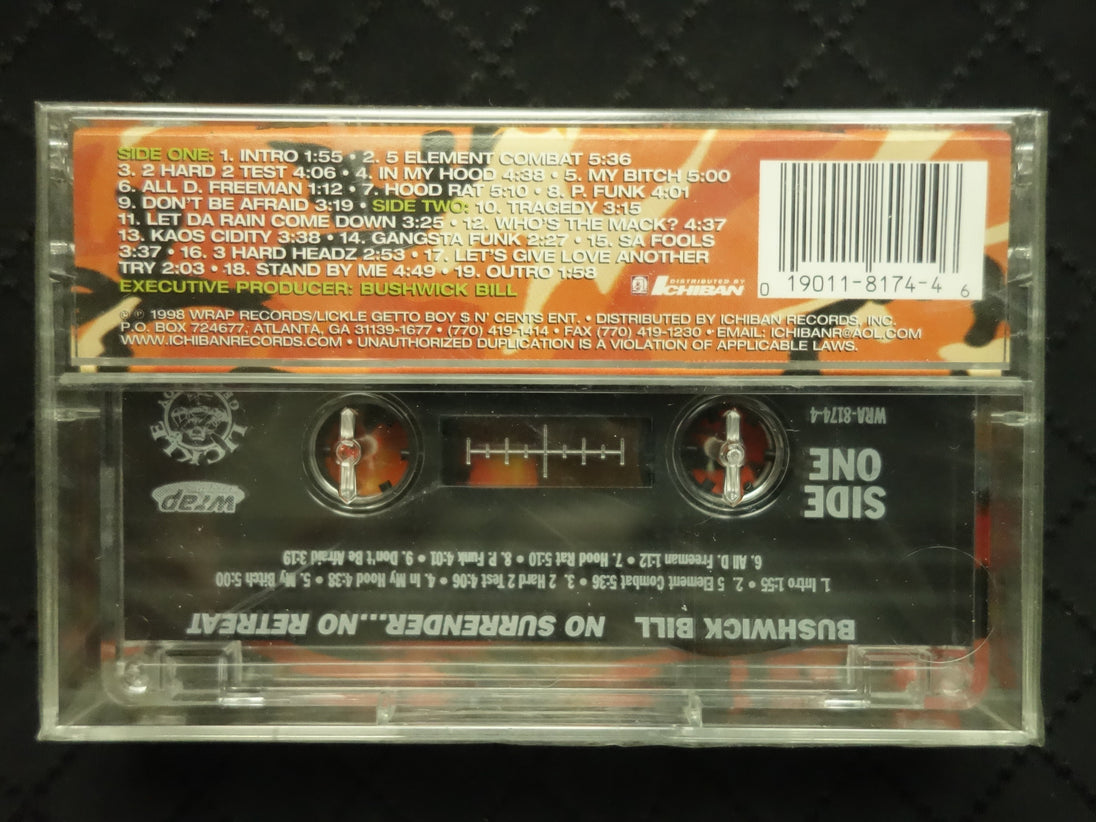 SIDE ONE: 1. INTRO 1:55 • 2. 5 ELEMENT COMBAT 5:36
3. 2 HARD 2 TEST 4:06 • 4. IN MY HOOD 4:38 • 5. MY BITCH 5:00
6. ALL D. FREEMAN 1:12 • 7. HOOD RAT 5:10 • 8. P. FUNK 4:01
9. DON'T BE AFRAID 3:19 • SIDE TWO: 10. TRAGEDY 3:15
11. LET DA RAIN COME DOWN 3:25 • 12. WHO'S THE MACK? 4:37
13. KAOS CIDITY 3:38 • 14. GANGSTA FUNK 2:27 • 15. SA FOOLS
3:37 • 16. 3 HARD HEADZ 2:53 • 17. LET'S GIVE LOVE ANOTHER
TRY 2:03 • 18. STAND BY ME 4:49 • 19. OUTRO 1:58
EXECUTIVE PRODUCER: BUSHWICK BILL
DISTRIBUTED BY
ICHIBAN
0 19011-8174-4 6
© ℗ 1998 WRAP RECORDS/LICKLE GETTO BOY $ N' CENTS ENT. • DISTRIBUTED BY ICHIBAN RECORDS, INC.
P.O. BOX 724677, ATLANTA, GA 31139-1677 • (770) 419-1414 • FAX (770) 419-1230 • EMAIL: ICHIBANR@AOL.COM
WWW.ICHIBANRECORDS.COM • UNAUTHORIZED DUPLICATION IS A VIOLATION OF APPLICABLE LAWS.
BUSHWICK BILL NO SURRENDER...NO RETREAT
1. Intro 1:55 • 2. 5 Element Combat 5:36 • 3. 2 Hard 2 Test 4:06 • 4. In My Hood 4:38 • 5. My Bitch 5:00
6. All D. Freeman 1:12 • 7. Hood Rat 5:10 • 8. P. Funk 4:01 • 9. Don't Be Afraid 3:19
SIDE
ONE
WRA-8174-4
wrap
LICKLE